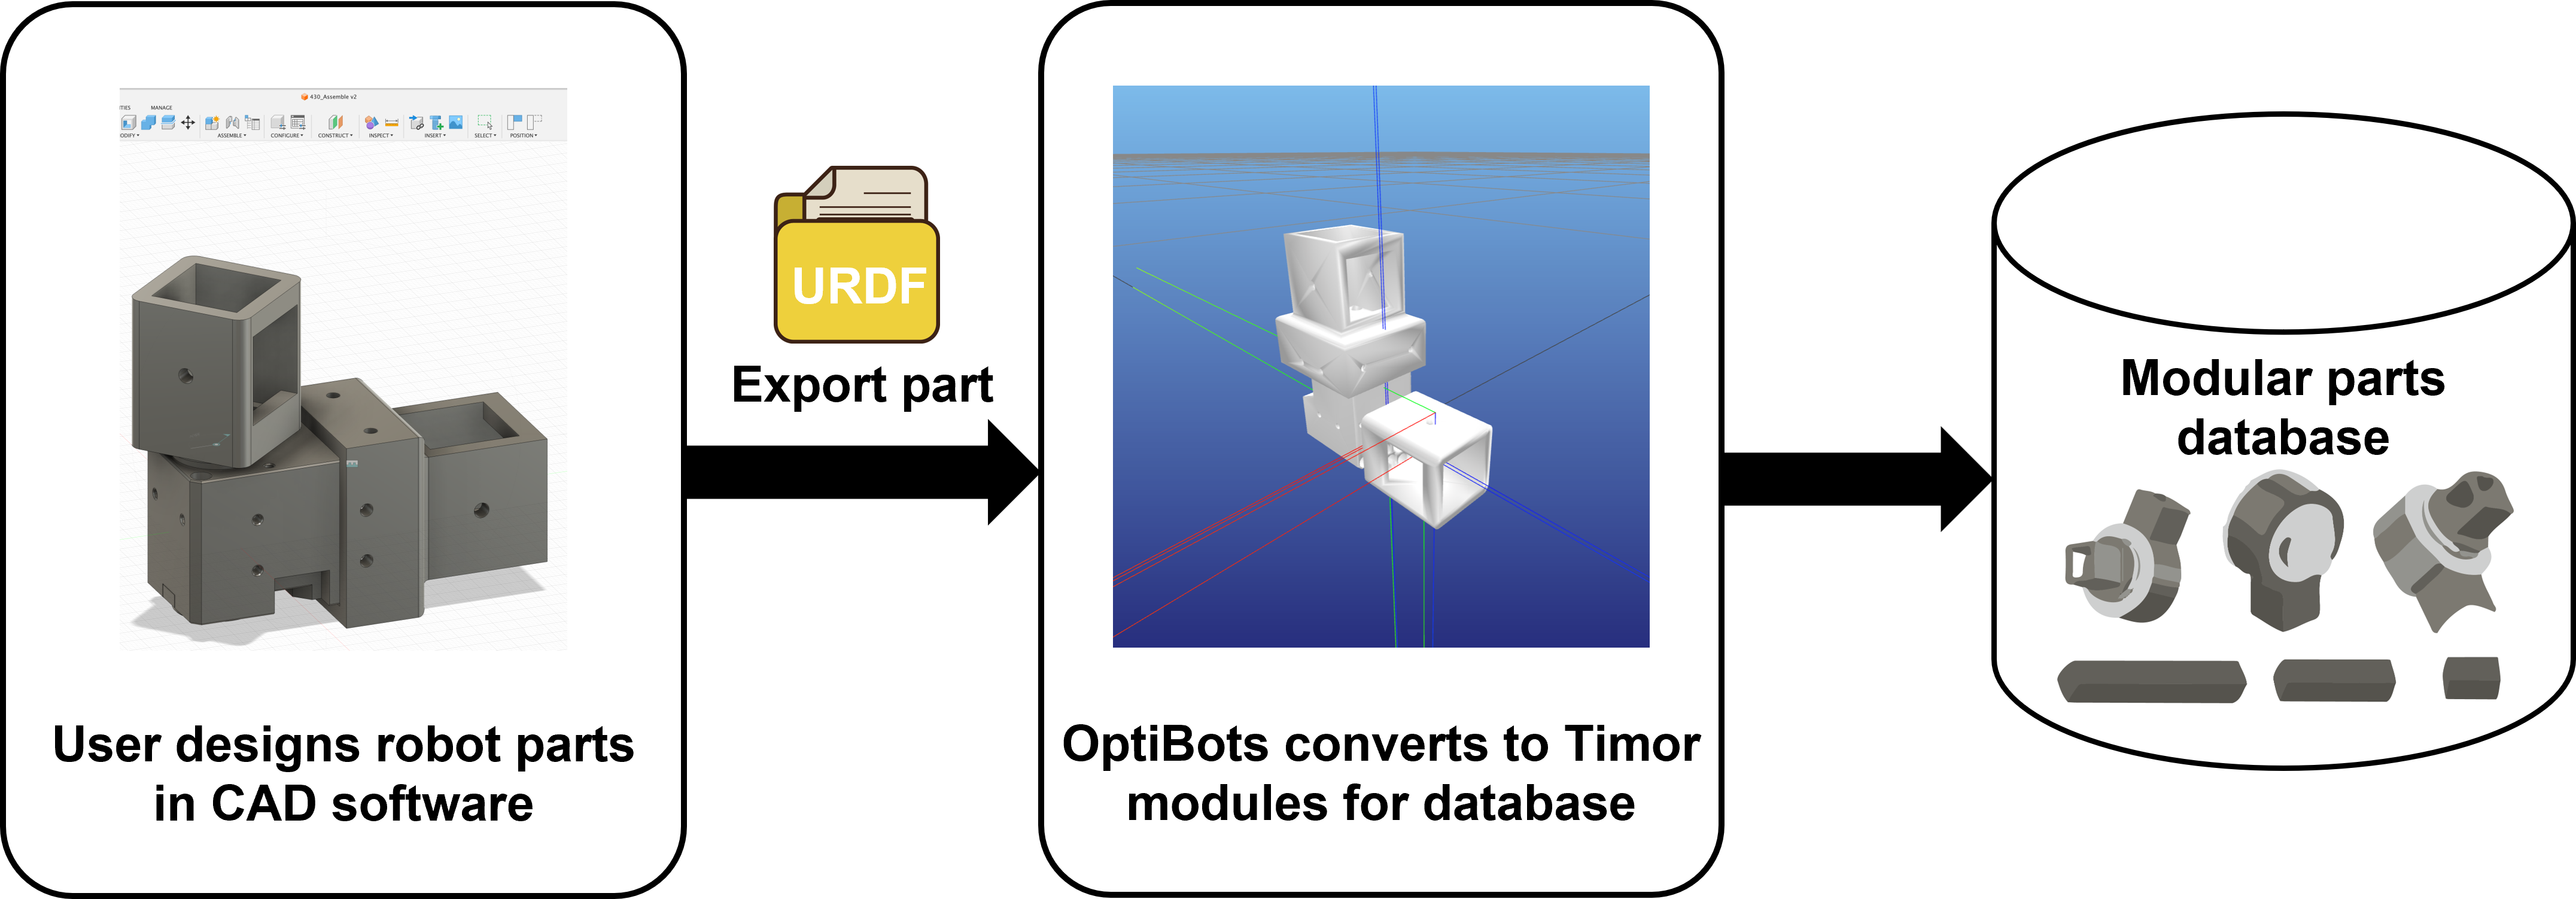 430_Assemble v2
TIES MANAGE
ODIFY ASSEMBLE CONFIGURE CONSTRUCT INSPECT INSERT SELECT POSITION
User designs robot parts
in CAD software
URDF
Export part
OptiBots converts to Timor
modules for database
Modular parts
database